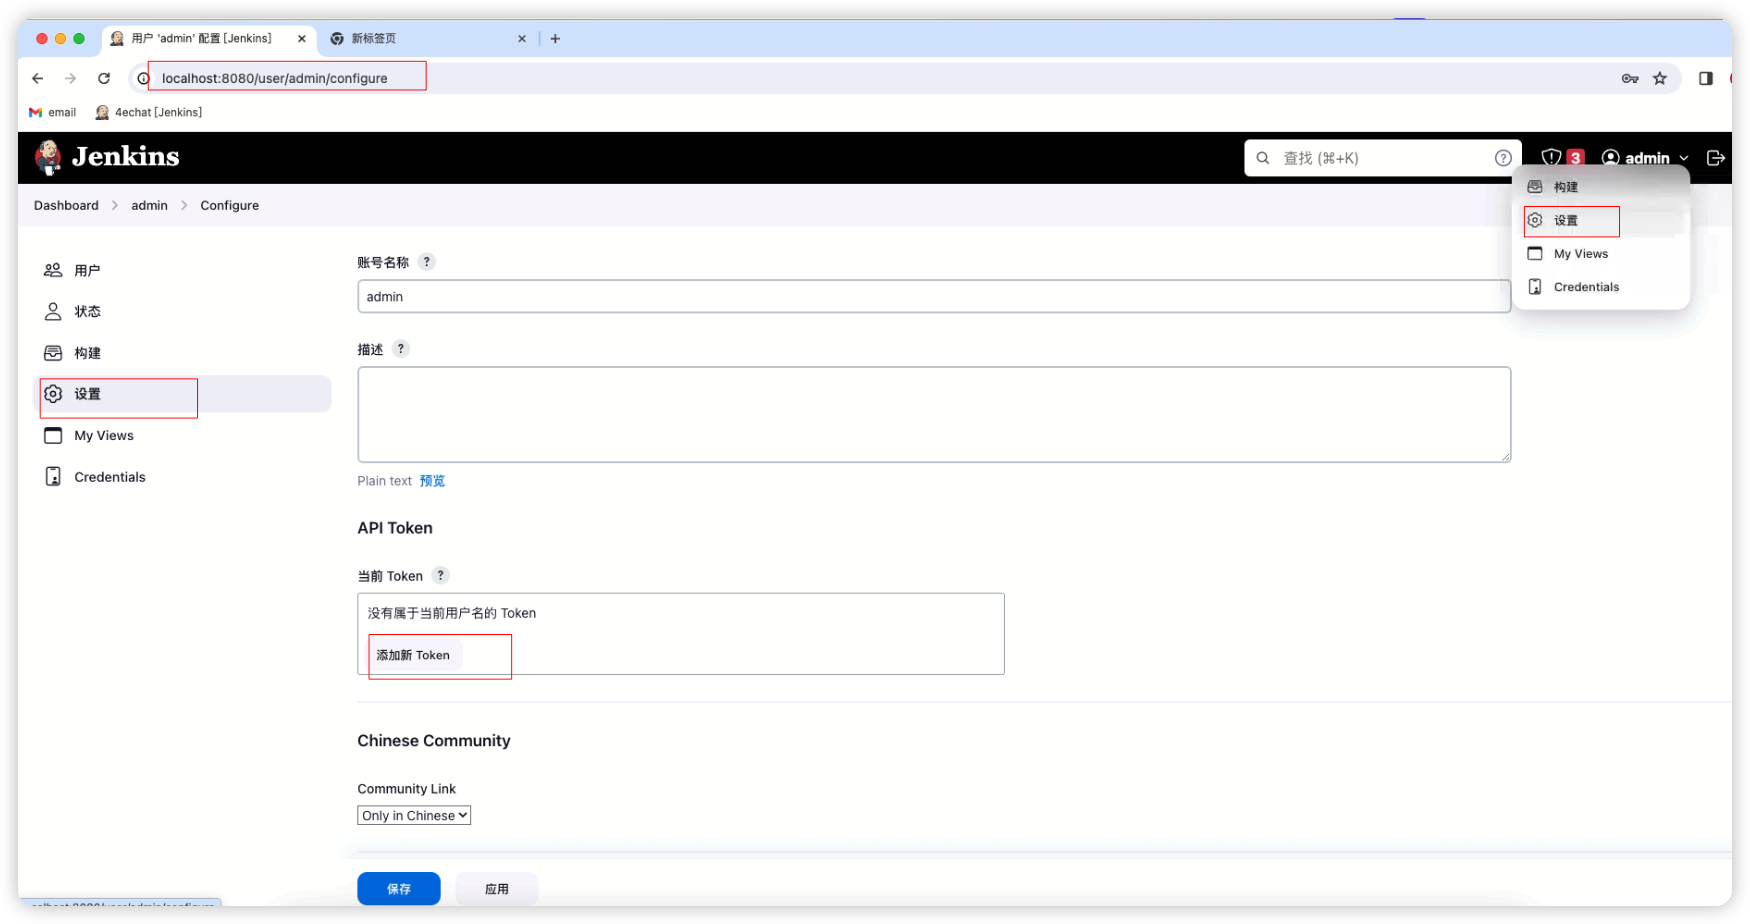 用户 'admin' 配置 [Jenkins]
新标签页
localhost:8080/user/admin/configure
email
4echat [Jenkins]
Jenkins
查找 (⌘+K)
3
admin
Dashboard
admin
Configure
构建
设置
My Views
Credentials
用户
状态
构建
设置
My Views
Credentials
账号名称 ?
admin
描述 ?
Plain text 预览
API Token
当前 Token ?
没有属于当前用户名的 Token
添加新 Token
Chinese Community
Community Link
Only in Chinese
保存
应用